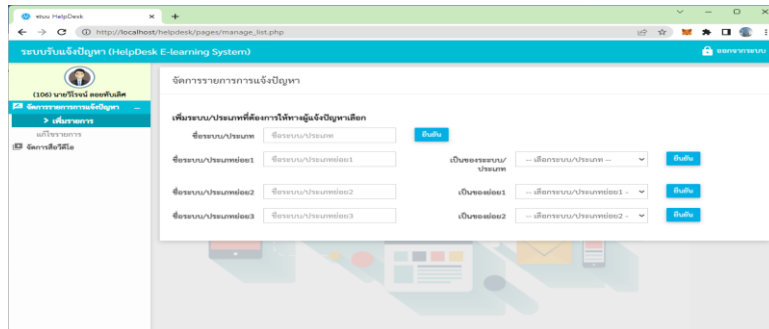 ระบบ HelpDesk
http://localhost/helpdesk/pages/manage_list.php
ระบบรับแจ้งปัญหา (HelpDesk E-learning System)
ออกจากระบบ
(106) นายวิโรจน์ ดอยพับเลิศ
จัดการรายการการแจ้งปัญหา
> เพิ่มรายการ
แก้ไขรายการ
จัดการสื่อวิดีโอ
จัดการรายการการแจ้งปัญหา
เพิ่มระบบ/ประเภทที่ต้องการให้ทางผู้แจ้งปัญหาเลือก
ชื่อระบบ/ประเภท ชื่อระบบ/ประเภท ยืนยัน
ชื่อระบบ/ประเภทย่อย1 ชื่อระบบ/ประเภทย่อย1 เป็นของระบบ/ -- เลือกระบบ/ประเภท -- ยืนยัน
ประเภท
ชื่อระบบ/ประเภทย่อย2 ชื่อระบบ/ประเภทย่อย2 เป็นของย่อย1 -- เลือกระบบ/ประเภทย่อย1 - ยืนยัน
ชื่อระบบ/ประเภทย่อย3 ชื่อระบบ/ประเภทย่อย3 เป็นของย่อย2 -- เลือกระบบ/ประเภทย่อย2 - ยืนยัน